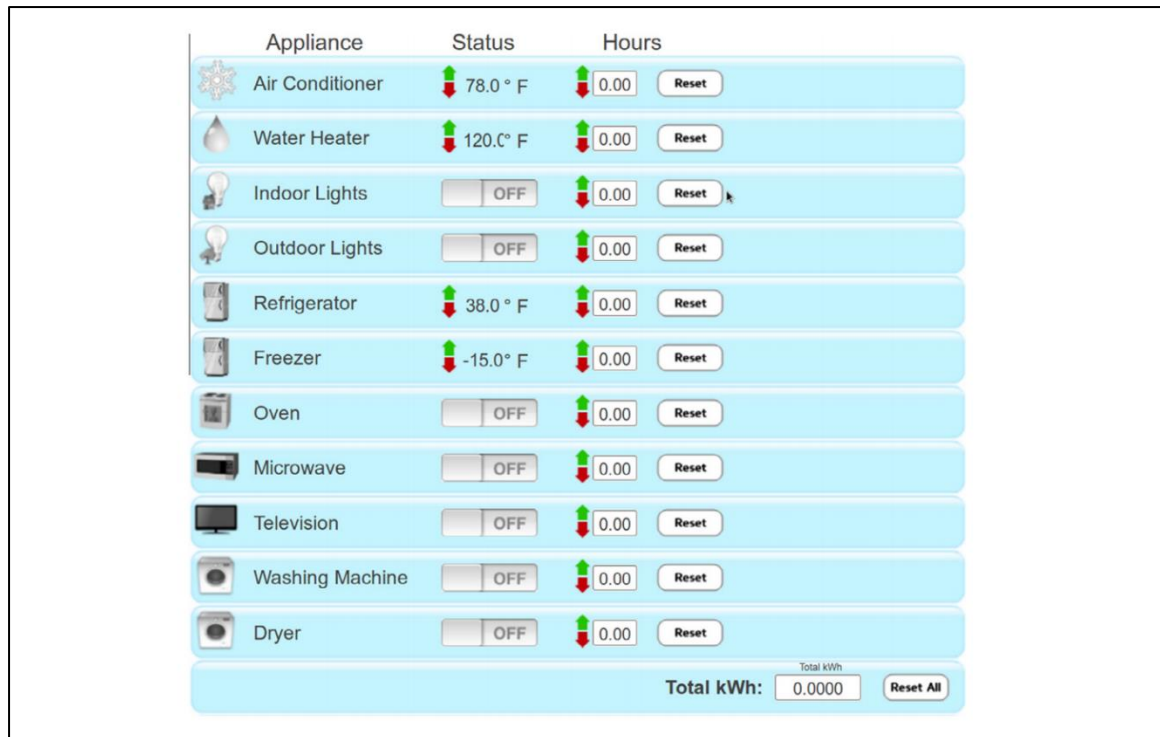 Appliance Status Hours
Air Conditioner 78.0 ° F 0.00 Reset
Water Heater 120.0° F 0.00 Reset
Indoor Lights OFF 0.00 Reset
Outdoor Lights OFF 0.00 Reset
Refrigerator 38.0 ° F 0.00 Reset
Freezer -15.0° F 0.00 Reset
Oven OFF 0.00 Reset
Microwave OFF 0.00 Reset
Television OFF 0.00 Reset
Washing Machine OFF 0.00 Reset
Dryer OFF 0.00 Reset
Total kWh
Total kWh: 0.0000 Reset All